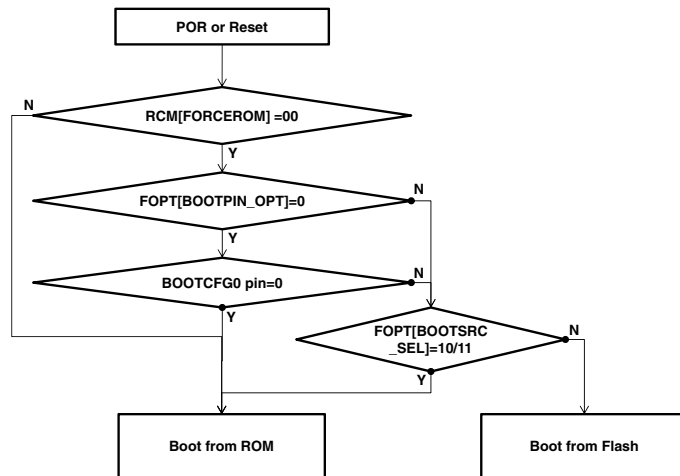 POR or Reset
N
RCM[FORCEROM] =00
Y
N
FOPT[BOOTPIN_OPT]=0
Y
BOOTCFG0 pin=0
N
Y
FOPT[BOOTSRC
_SEL]=10/11
N
Y
Boot from ROM
Boot from Flash